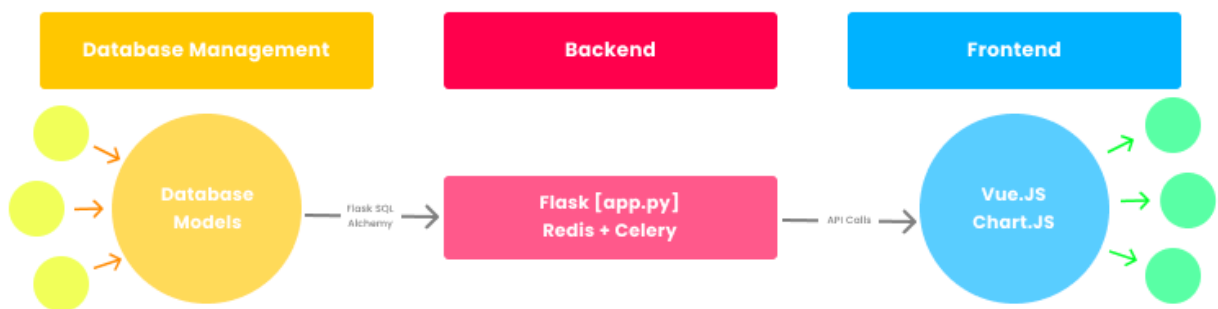 Database Management
Backend
Frontend
Database
Models
Flask SQL
Alchemy
Flask [app.py]
Redis + Celery
API Calls
Vue.JS
Chart.JS